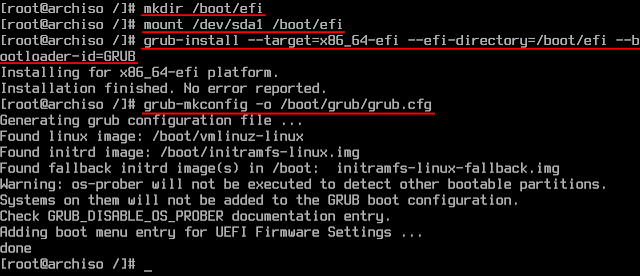 [root@archiso /]# mkdir /boot/efi
[root@archiso /]# mount /dev/sda1 /boot/efi
[root@archiso /]# grub-install --target=x86_64-efi --efi-directory=/boot/efi --b
ootloader-id=GRUB
Installing for x86_64-efi platform.
Installation finished. No error reported.
[root@archiso /]# grub-mkconfig -o /boot/grub/grub.cfg
Generating grub configuration file ...
Found linux image: /boot/vmlinuz-linux
Found initrd image: /boot/initramfs-linux.img
Found fallback initrd image(s) in /boot:  initramfs-linux-fallback.img
Warning: os-prober will not be executed to detect other bootable partitions.
Systems on them will not be added to the GRUB boot configuration.
Check GRUB_DISABLE_OS_PROBER documentation entry.
Adding boot menu entry for UEFI Firmware Settings ...
done
[root@archiso /]# _